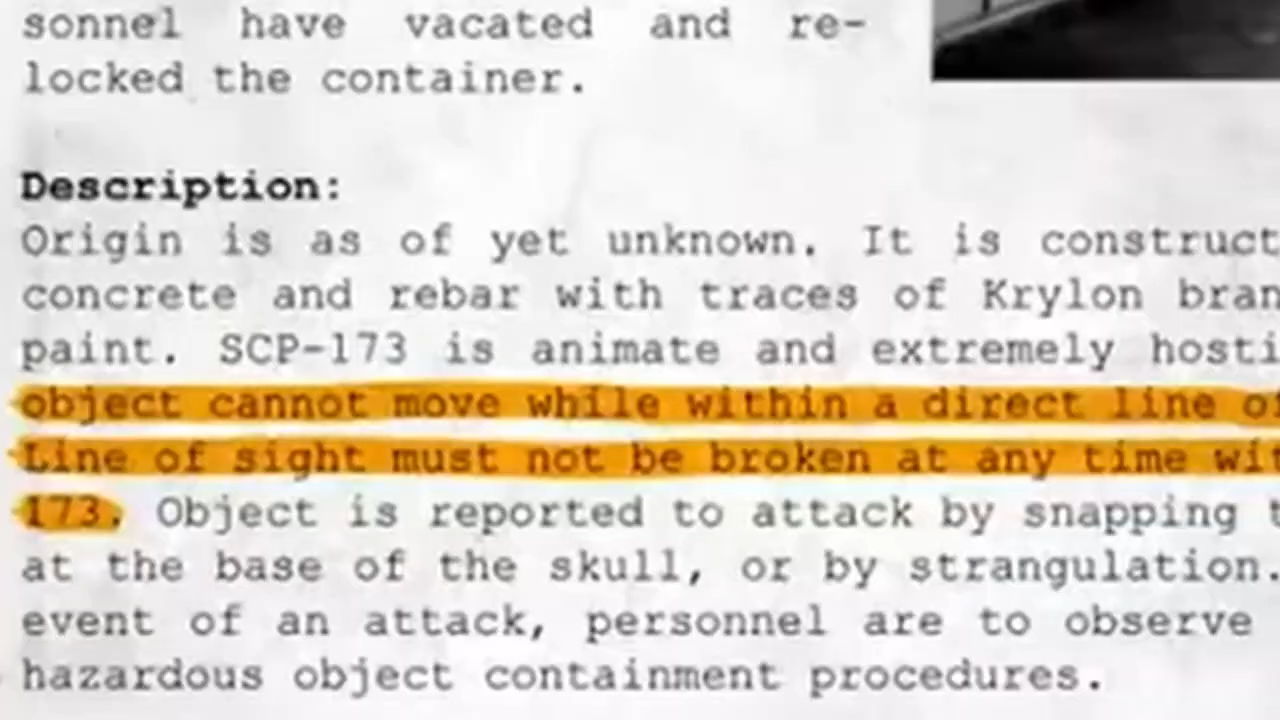 sonnel have vacated and re-
locked the container.
Description:
Origin is as of yet unknown. It is construct
concrete and rebar with traces of Krylon bran
paint. SCP-173 is animate and extremely hosti
object cannot move while within a direct line of
Line of sight must not be broken at any time wit
173. Object is reported to attack by snapping t
at the base of the skull, or by strangulation.
event of an attack, personnel are to observe
hazardous object containment procedures.